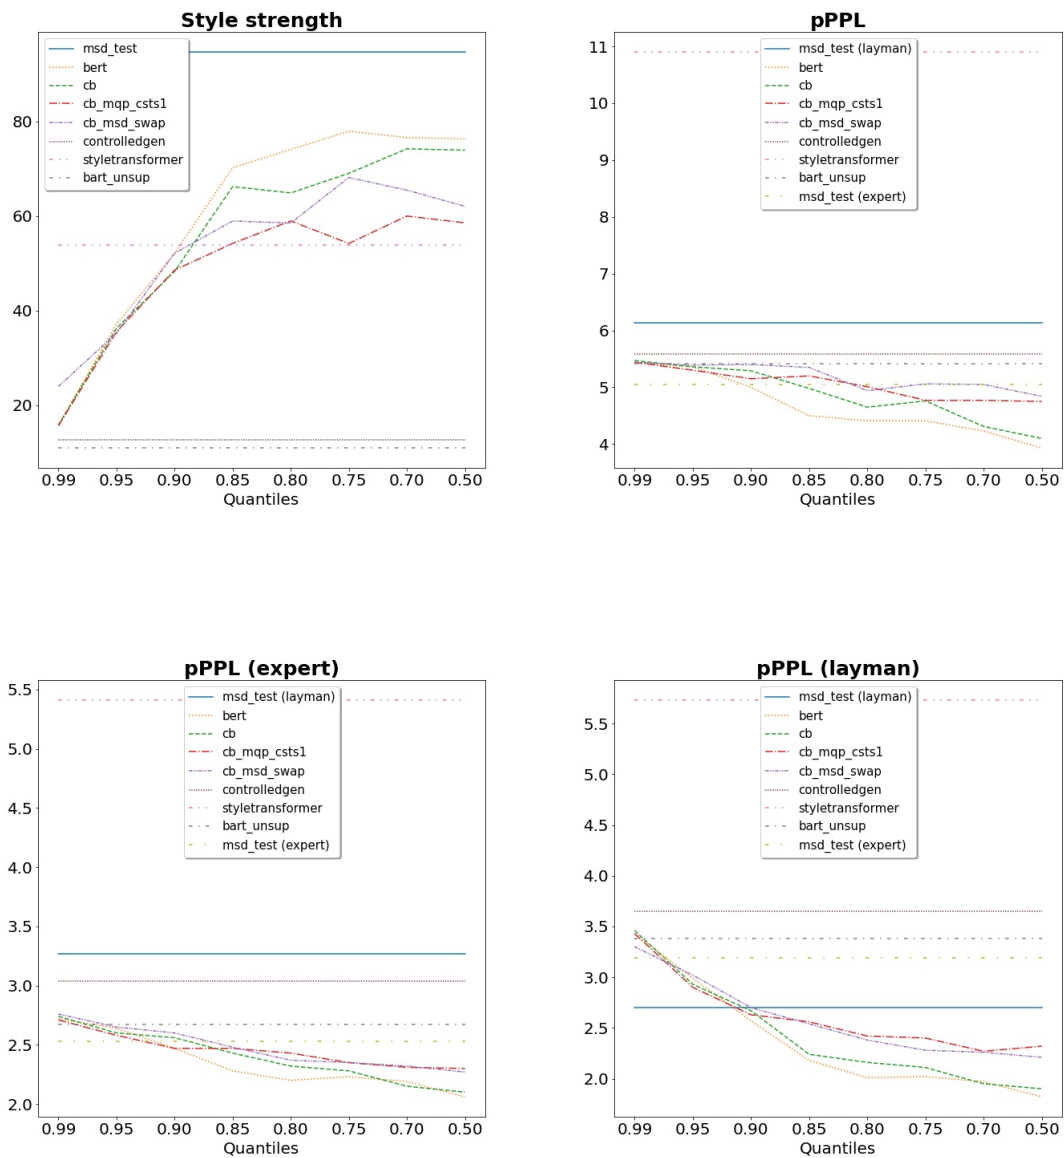 Style strength
msd_test
bert
cb
cb_mqp_csts1
cb_msd_swap
controlledgen
styletransformer
bart_unsup
80
60
40
20
0.99 0.95 0.90 0.85 0.80 0.75 0.70 0.50
Quantiles
pPPL
msd_test (layman)
bert
cb
cb_mqp_csts1
cb_msd_swap
controlledgen
styletransformer
bart_unsup
msd_test (expert)
11
10
9
8
7
6
5
4
0.99 0.95 0.90 0.85 0.80 0.75 0.70 0.50
Quantiles
pPPL (expert)
msd_test (layman)
bert
cb
cb_mqp_csts1
cb_msd_swap
controlledgen
styletransformer
bart_unsup
msd_test (expert)
5.5
5.0
4.5
4.0
3.5
3.0
2.5
2.0
0.99 0.95 0.90 0.85 0.80 0.75 0.70 0.50
Quantiles
pPPL (layman)
msd_test (layman)
bert
cb
cb_mqp_csts1
cb_msd_swap
controlledgen
styletransformer
bart_unsup
msd_test (expert)
5.5
5.0
4.5
4.0
3.5
3.0
2.5
2.0
0.99 0.95 0.90 0.85 0.80 0.75 0.70 0.50
Quantiles